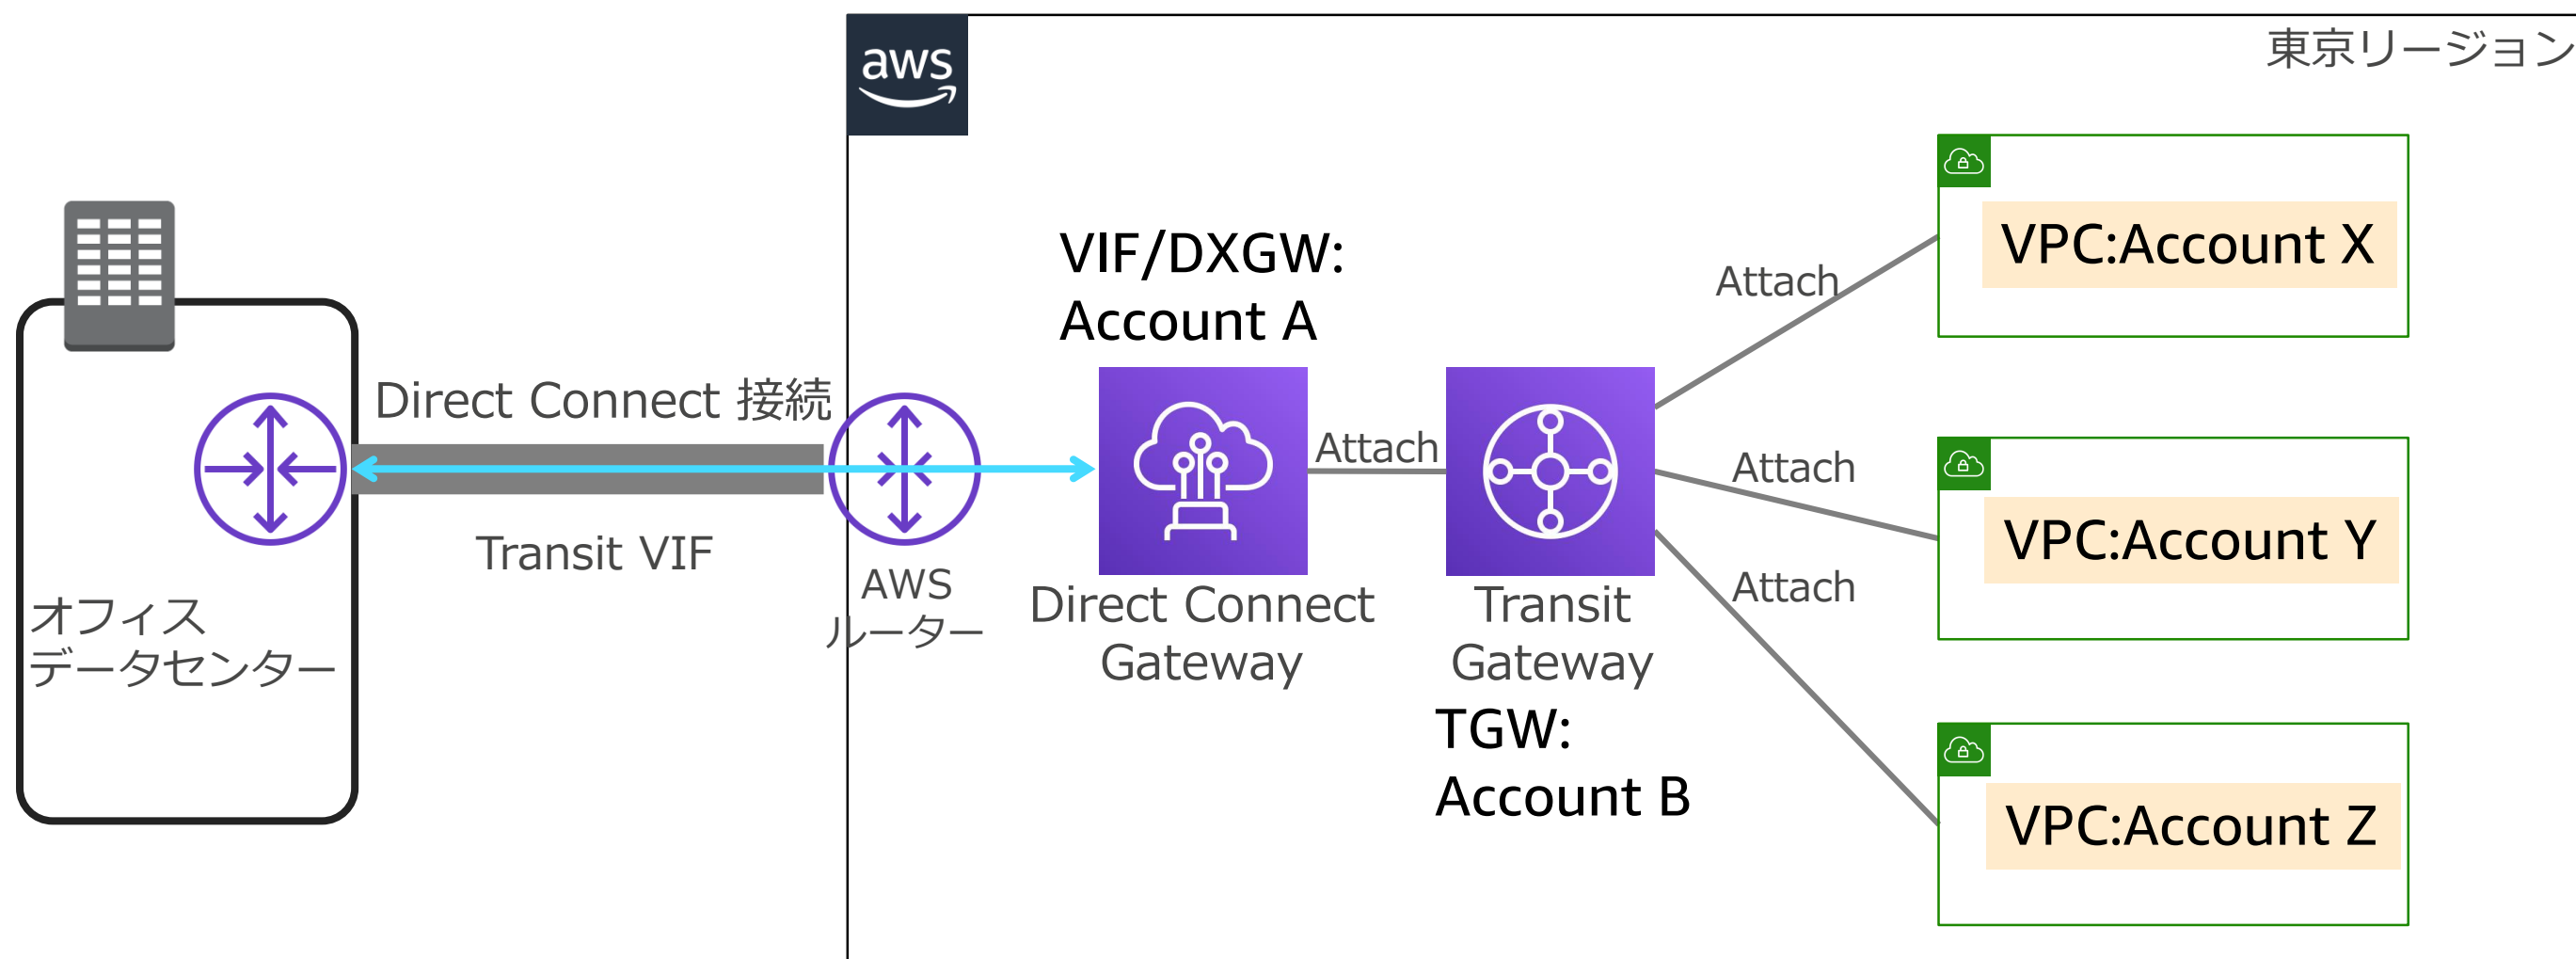 aws
東京リージョン
VPC:Account X
VIF/DXGW:
Account A
Attach
Direct Connect 接続
Attach
Attach
VPC:Account Y
Transit VIF
AWS
ルーター
Direct Connect
Gateway
Transit
Gateway
Attach
オフィス
データセンター
TGW:
Account B
VPC:Account Z